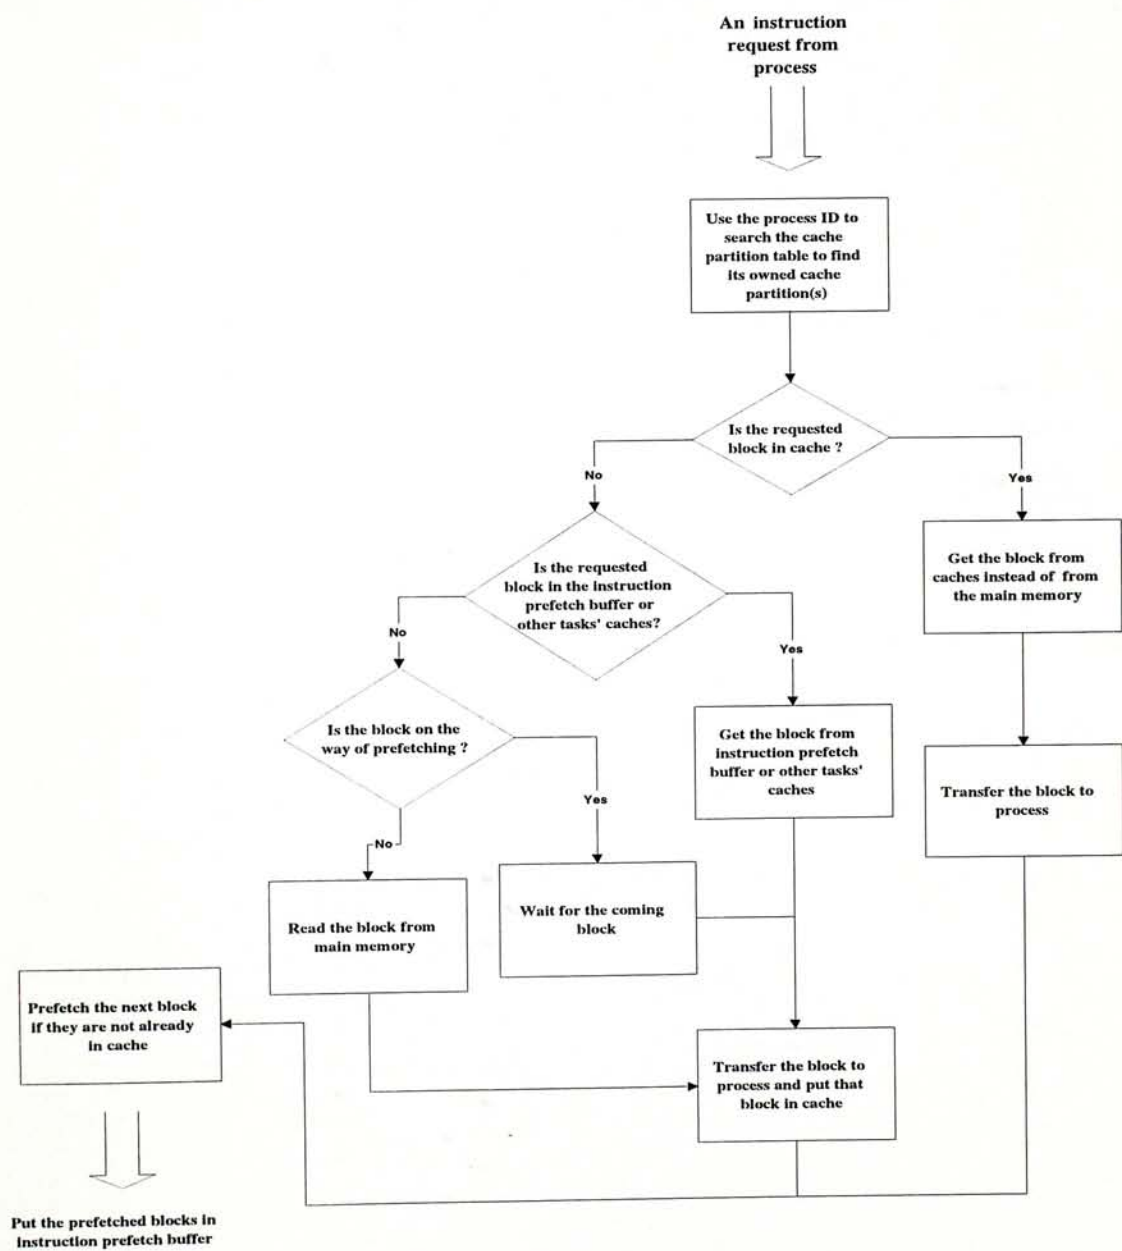 An instruction
request from
process
Use the process ID to
search the cache
partition table to find
its owned cache
partition(s)
Is the requested
block in cache ?
No
Yes
Is the requested
block in the instruction
prefetch buffer or
other tasks' caches?
Get the block from
caches instead of from
the main memory
No
Yes
Is the block on the
way of prefetching ?
Get the block from
instruction prefetch
buffer or other tasks'
caches
Transfer the block to
process
Yes
No
Read the block from
main memory
Wait for the coming
block
Prefetch the next block
if they are not already
in cache
Transfer the block to
process and put that
block in cache
Put the prefetched blocks in
instruction prefetch buffer